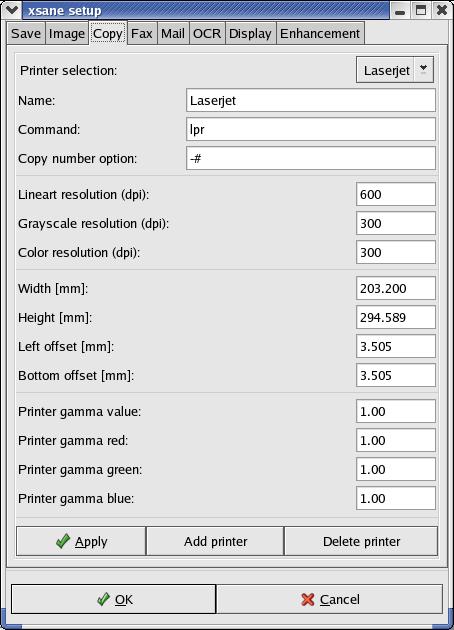 xsane setup
Save Image Copy Fax Mail OCR Display Enhancement
Printer selection: Laserjet
Name: Laserjet
Command: lpr
Copy number option: -#
Lineart resolution (dpi): 600
Grayscale resolution (dpi): 300
Color resolution (dpi): 300
Width [mm]: 203.200
Height [mm]: 294.589
Left offset [mm]: 3.505
Bottom offset [mm]: 3.505
Printer gamma value: 1.00
Printer gamma red: 1.00
Printer gamma green: 1.00
Printer gamma blue: 1.00
Apply Add printer Delete printer
OK Cancel